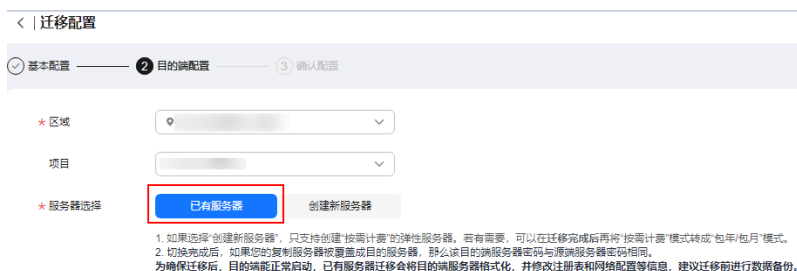 < | 迁移配置
基本配置 2 目的端配置 3 确认配置
* 区域
项目
* 服务器选择 已有服务器 创建新服务器
1. 如果选择“创建新服务器”，只支持创建“按需计费”的弹性服务器。若有需要，可以在迁移完成后再将“按需计费”模式转成“包年/包月”模式。
2. 切换完成后，如果您的复制服务器被覆盖成目的服务器，那么该目的端服务器密码与源端服务器密码相同。
为确保迁移后，目的端能正常启动，已有服务器迁移会将目的端服务器格式化，并修改注册表和网络配置等信息，建议迁移前进行数据备份。